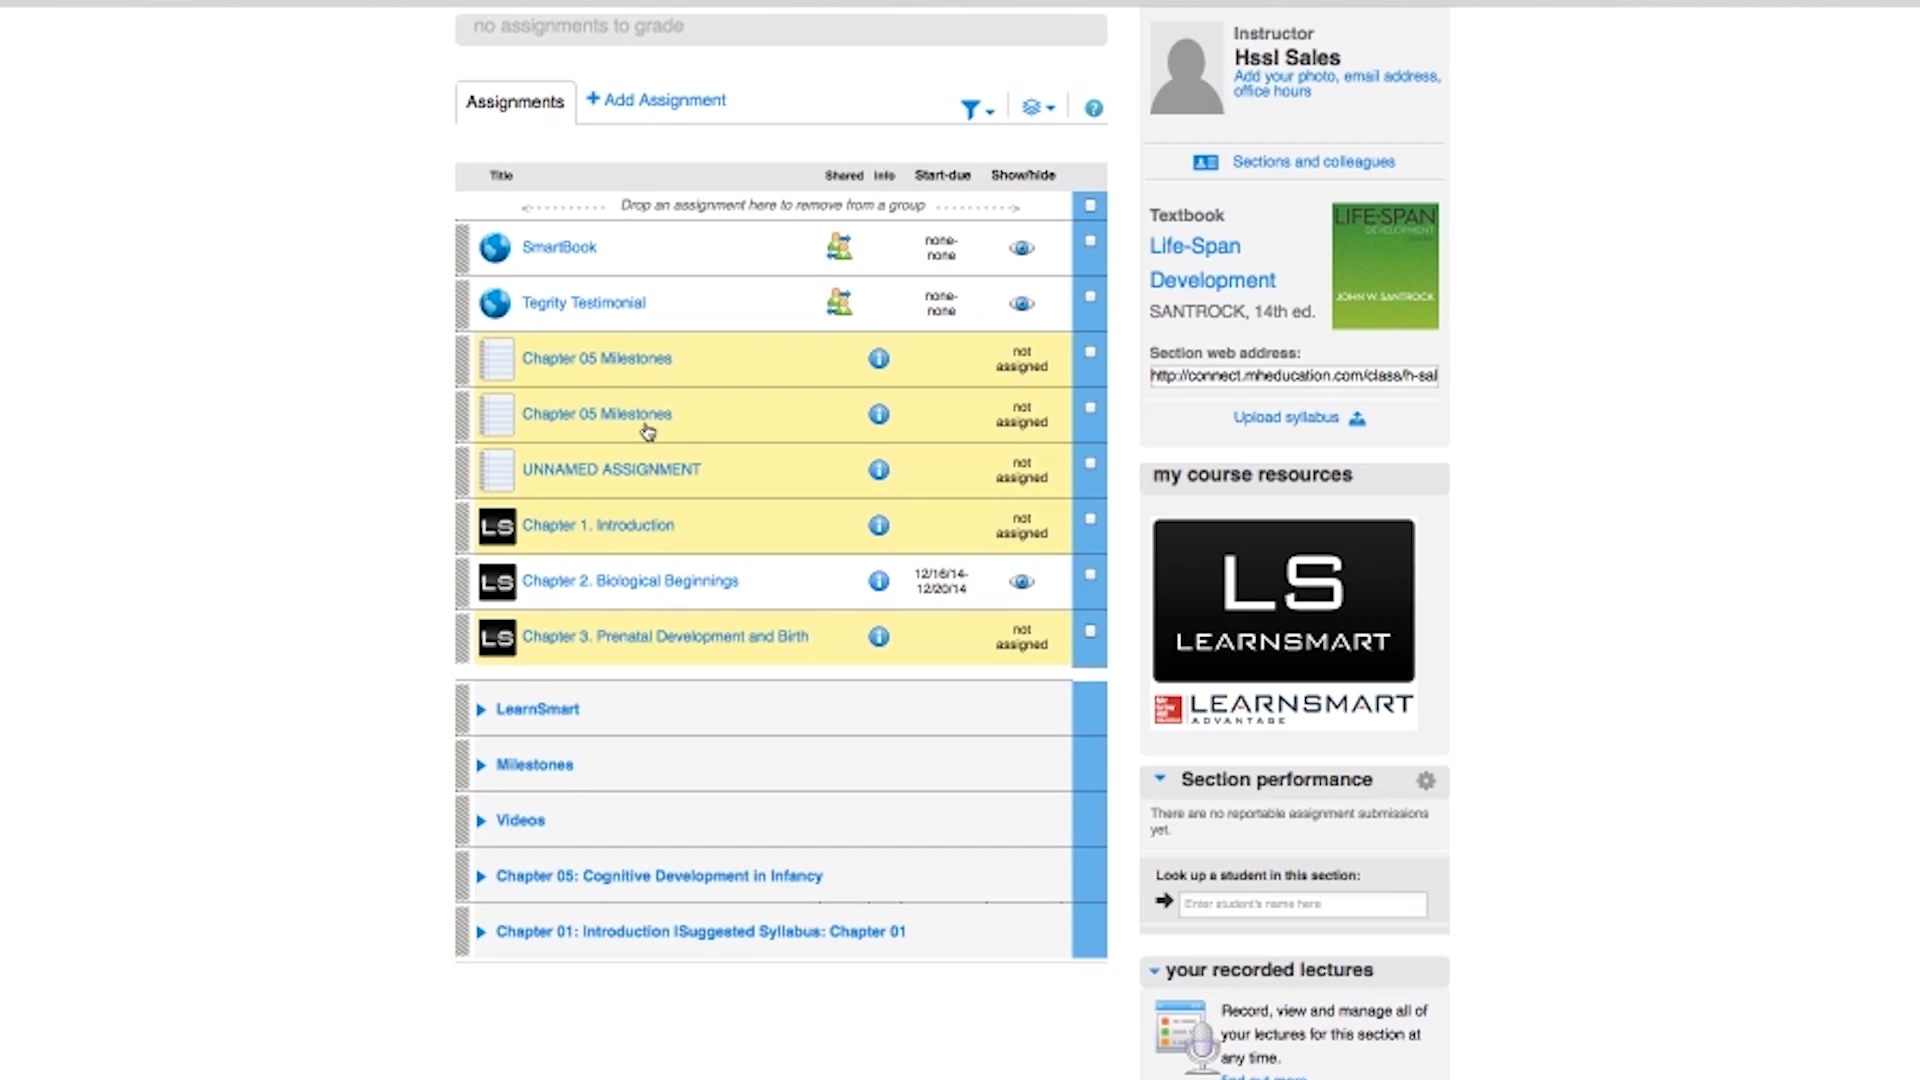 no assignments to grade
Assignments
+ Add Assignment
?
Title Shared Info Start-due Show/hide
Drop an assignment here to remove from a group
SmartBook
none-
none
Tegrity Testimonial
none-
none
Chapter 05 Milestones
not
assigned
Chapter 05 Milestones
not
assigned
UNNAMED ASSIGNMENT
not
assigned
LS Chapter 1. Introduction
not
assigned
LS Chapter 2. Biological Beginnings
12/16/14-
12/20/14
LS Chapter 3. Prenatal Development and Birth
not
assigned
LearnSmart
Milestones
Videos
Chapter 05: Cognitive Development in Infancy
Chapter 01: Introduction |Suggested Syllabus: Chapter 01
Instructor
Hssl Sales
Add your photo, email address,
office hours
Sections and colleagues
Textbook
Life-Span
Development
SANTROCK, 14th ed.
LIFE-SPAN
DEVELOPMENT
JOHN W. SANTROCK
Section web address:
http://connect.mheducation.com/class/h-sal
Upload syllabus
my course resources
LS
LEARNSMART
LEARNSMART
ADVANTAGE
Section performance
There are no reportable assignment submissions
yet.
Look up a student in this section:
Enter student's name here
your recorded lectures
Record, view and manage all of
your lectures for this section at
any time.
find out more